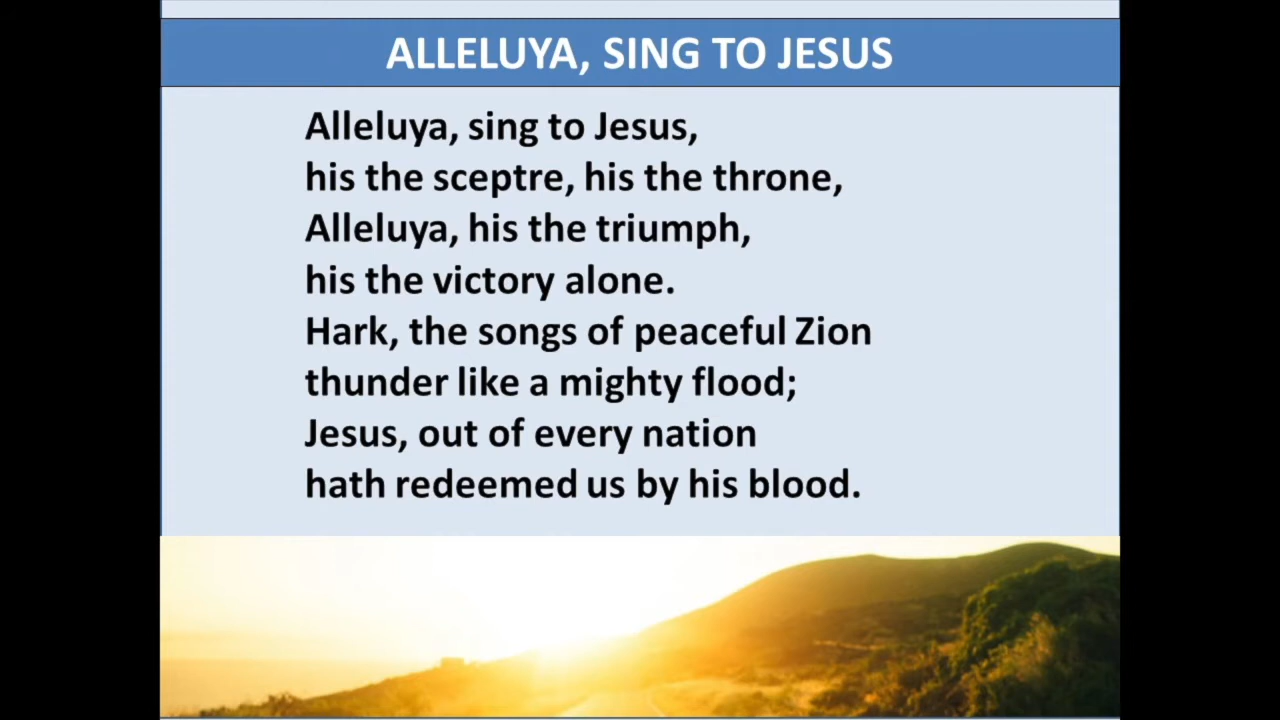 ALLELUYA, SING TO JESUS
Alleluya, sing to Jesus,
his the sceptre, his the throne,
Alleluya, his the triumph,
his the victory alone.
Hark, the songs of peaceful Zion
thunder like a mighty flood;
Jesus, out of every nation
hath redeemed us by his blood.